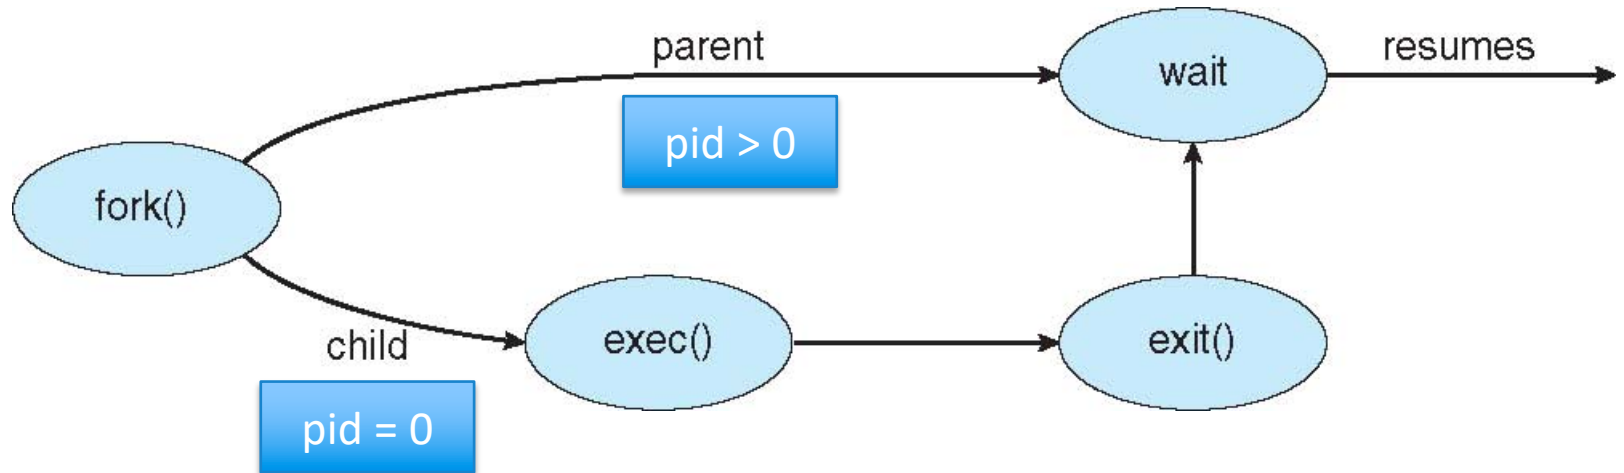 parent
wait
resumes
pid > 0
fork()
child
exec()
exit()
pid = 0